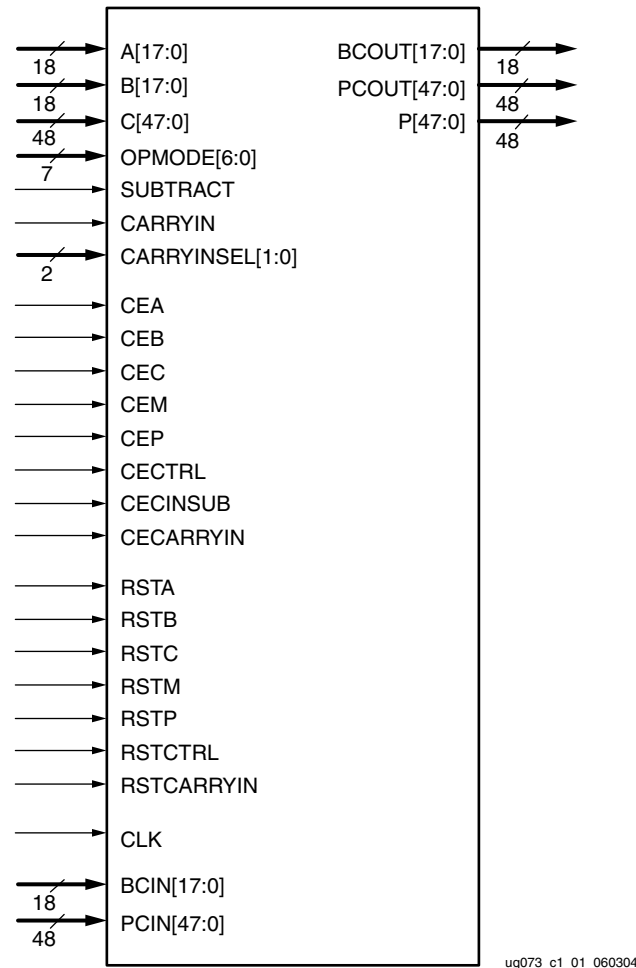 A[17:0] BCOUT[17:0]
18 18
B[17:0] PCOUT[47:0]
18 48
C[47:0] P[47:0]
48 48
OPMODE[6:0]
7
SUBTRACT
CARRYIN
CARRYINSEL[1:0]
2
CEA
CEB
CEC
CEM
CEP
CECTRL
CECINSUB
CECARRYIN
RSTA
RSTB
RSTC
RSTM
RSTP
RSTCTRL
RSTCARRYIN
CLK
BCIN[17:0]
18
PCIN[47:0]
48
ug073_c1_01_060304